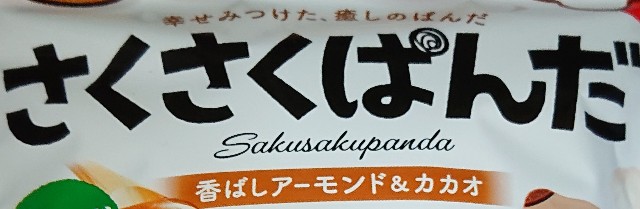 幸せみつけた、癒しのぱんだ
さくさくぱんだ
Sakusakupanda
香ばしアーモンド&カカオ